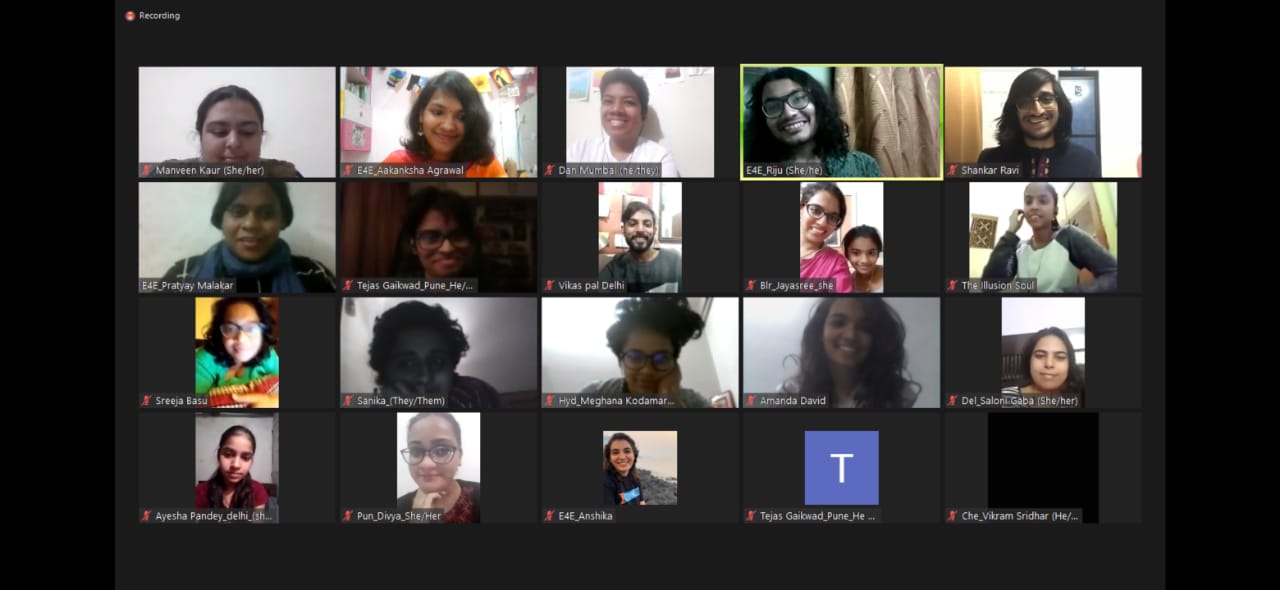 Recording
Manveen Kaur (She/her)
E4E_Aakanksha Agrawal
Dan Mumbai (he/they)
E4E_Riju (She/he)
Shankar Ravi
E4E_Pratyay Malakar
Tejas Gaikwad_Pune_He/...
Vikas pal Delhi
Blr_Jayasree_she
The Illusion Soul
Sreeja Basu
Sanika_(They/Them)
Hyd_Meghana Kodamar...
Amanda David
Del_Saloni Gaba (She/her)
Ayesha Pandey_delhi_(sh...
Pun_Divya_She/Her
E4E_Anshika
T
Tejas Gaikwad_Pune_He ...
Che_Vikram Sridhar (He/...